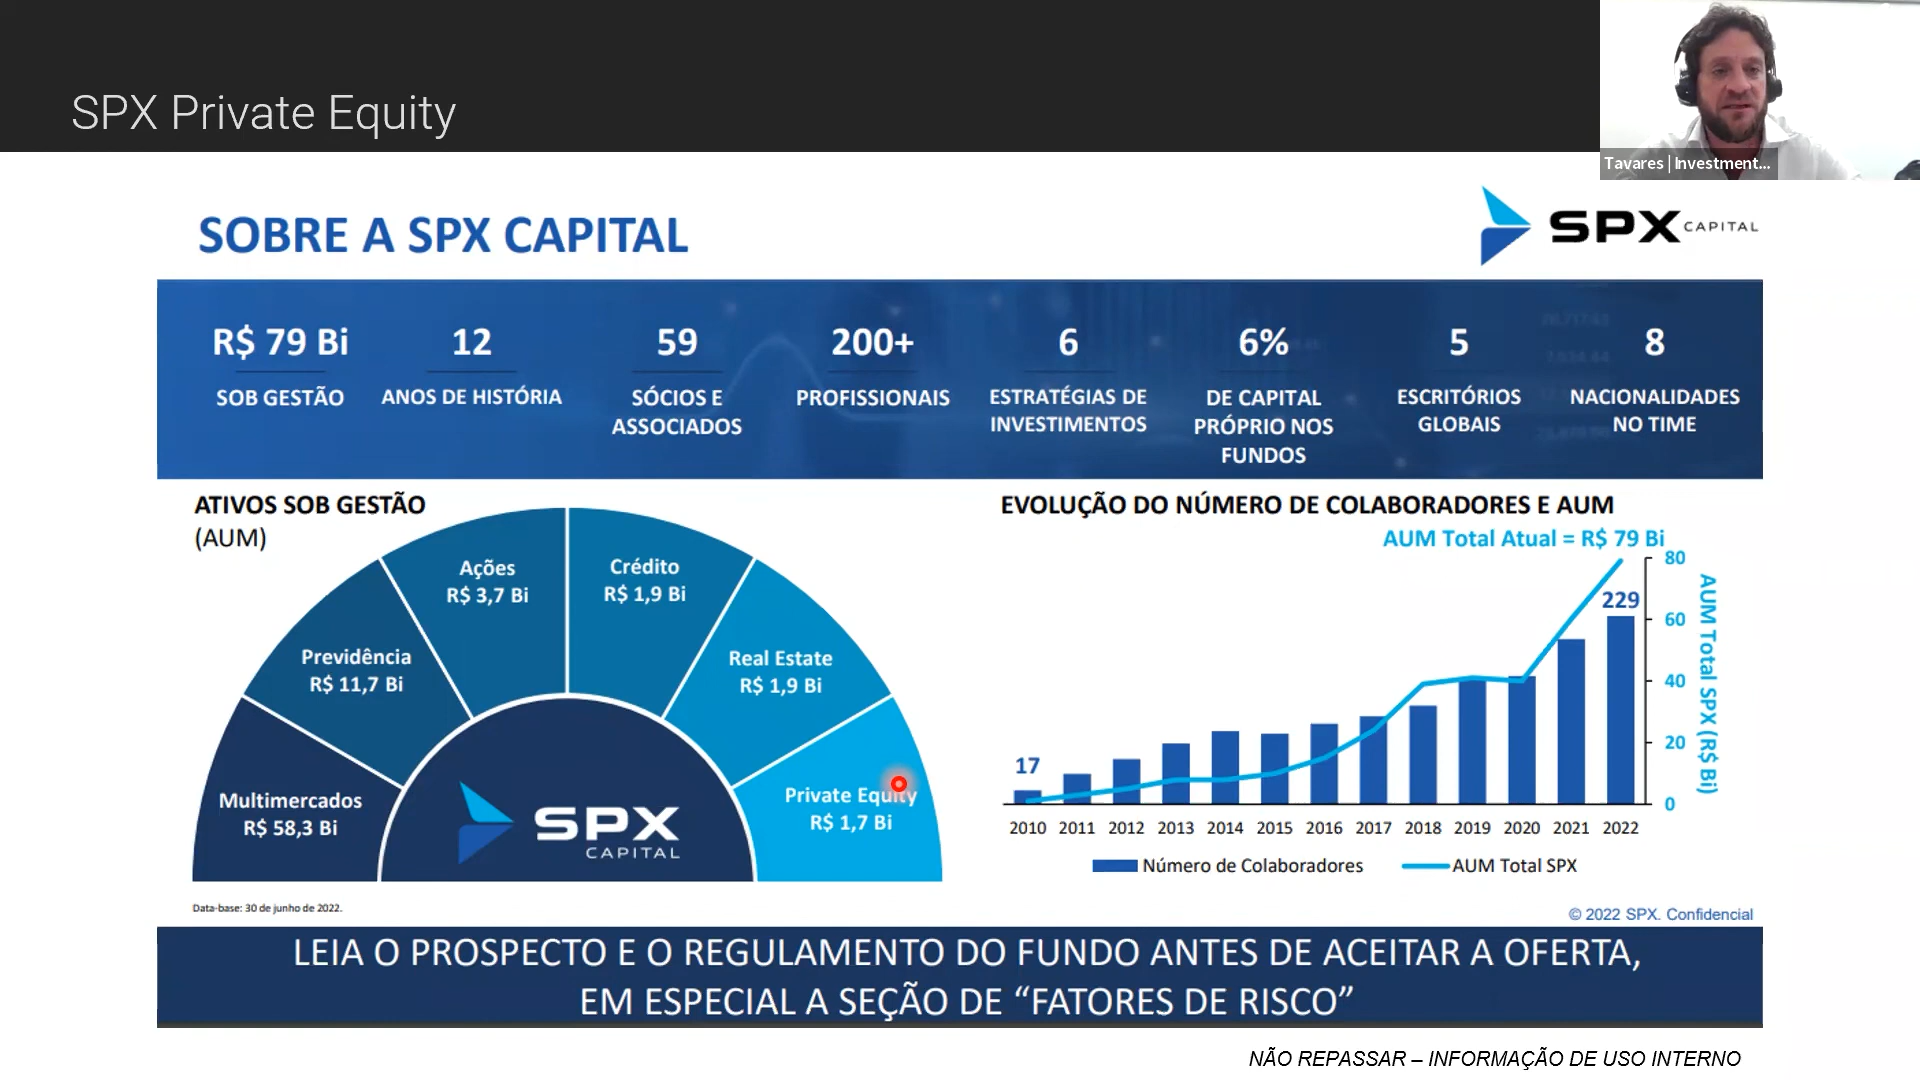 SPX Private Equity
Tavares | Investment...
SOBRE A SPX CAPITAL
SPX CAPITAL
R$ 79 Bi
SOB GESTÃO
12
ANOS DE HISTÓRIA
59
SÓCIOS E
ASSOCIADOS
200+
PROFISSIONAIS
6
ESTRATÉGIAS DE
INVESTIMENTOS
6%
DE CAPITAL
PRÓPRIO NOS
FUNDOS
5
ESCRITÓRIOS
GLOBAIS
8
NACIONALIDADES
NO TIME
ATIVOS SOB GESTÃO
(AUM)
Multimercados
R$ 58,3 Bi
Previdência
R$ 11,7 Bi
Ações
R$ 3,7 Bi
Crédito
R$ 1,9 Bi
Real Estate
R$ 1,9 Bi
Private Equity
R$ 1,7 Bi
SPX
CAPITAL
Data-base: 30 de junho de 2022.
EVOLUÇÃO DO NÚMERO DE COLABORADORES E AUM
AUM Total Atual = R$ 79 Bi
80
60
40
20
0
AUM Total SPX (R$ Bi)
17
229
2010 2011 2012 2013 2014 2015 2016 2017 2018 2019 2020 2021 2022
Número de Colaboradores
AUM Total SPX
© 2022 SPX. Confidencial
LEIA O PROSPECTO E O REGULAMENTO DO FUNDO ANTES DE ACEITAR A OFERTA,
EM ESPECIAL A SEÇÃO DE “FATORES DE RISCO”
NÃO REPASSAR – INFORMAÇÃO DE USO INTERNO